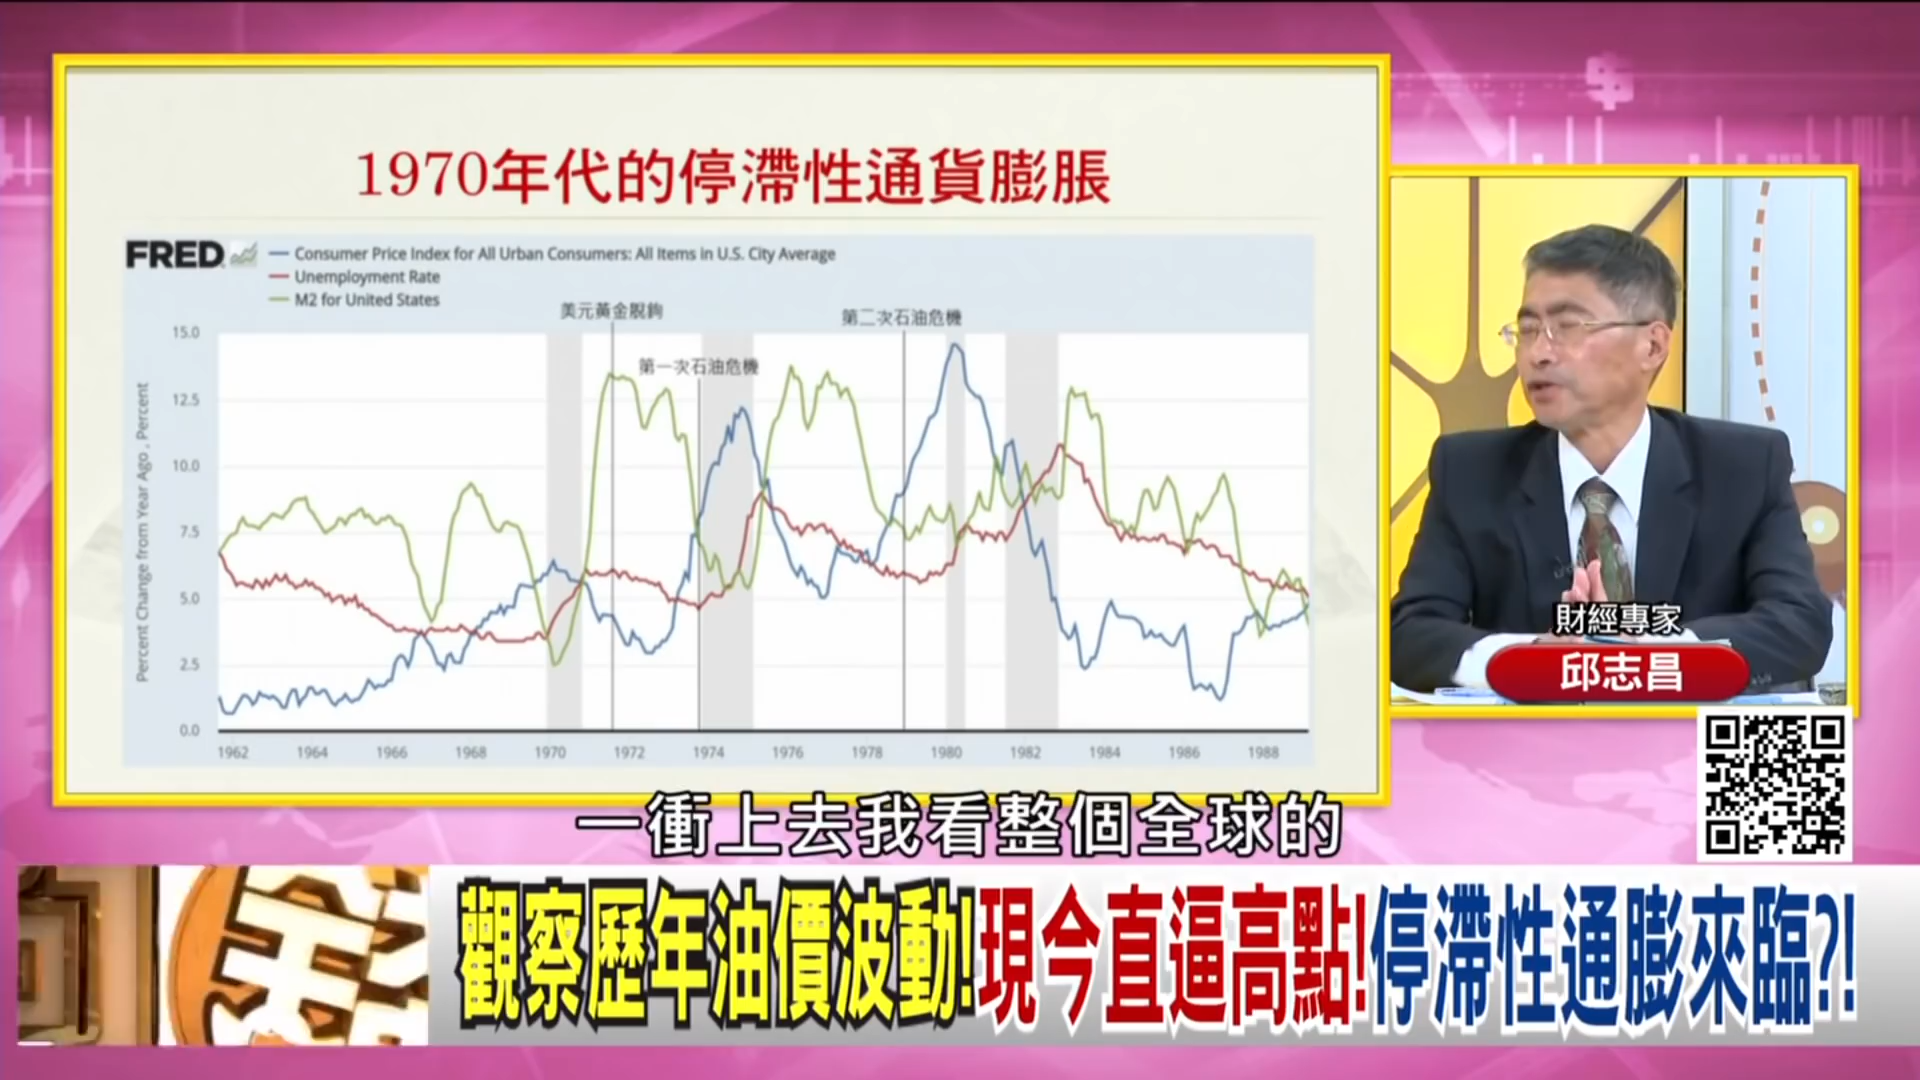 1970年代的停滯性通貨膨脹
FRED
Consumer Price Index for All Urban Consumers: All Items in U.S. City Average
Unemployment Rate
M2 for United States
美元黃金脫鉤
第二次石油危機
第一次石油危機
Percent Change from Year Ago , Percent
15.0
12.5
10.0
7.5
5.0
2.5
0.0
1962 1964 1966 1968 1970 1972 1974 1976 1978 1980 1982 1984 1986 1988
財經專家
邱志昌
一衝上去我看整個全球的
觀察歷年油價波動!現今直逼高點!停滯性通膨來臨?!